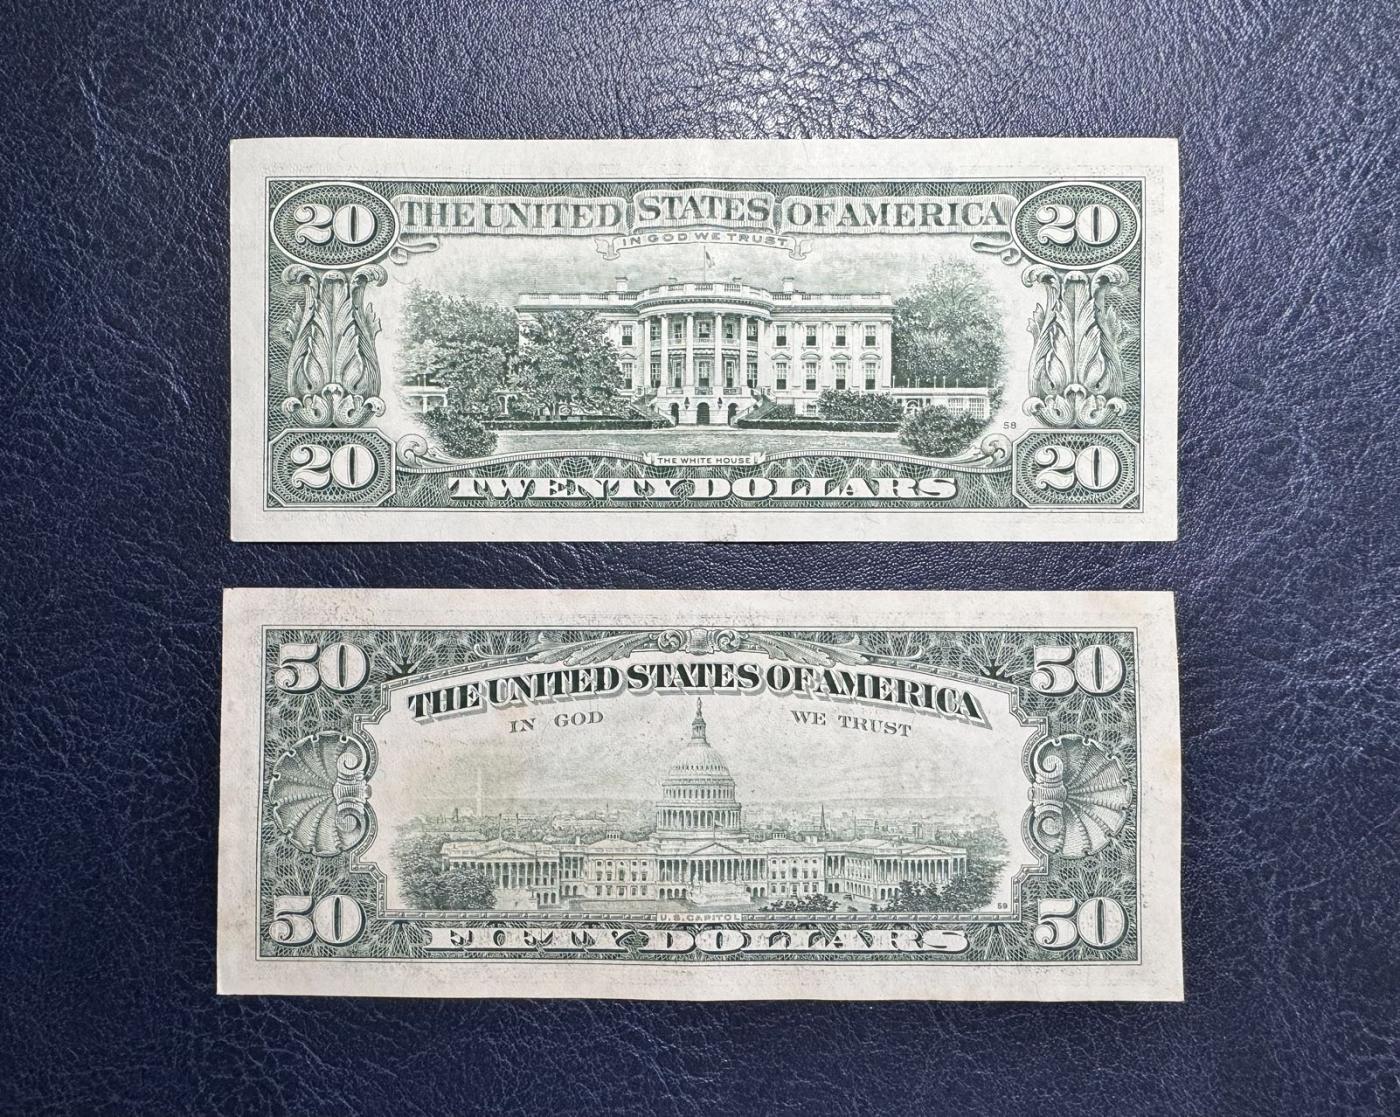 20 THE UNITED STATES OF AMERICA 20
IN GOD WE TRUST
58
THE WHITE HOUSE
20 TWENTY DOLLARS 20
50 THE UNITED STATES OF AMERICA 50
IN GOD WE TRUST
59
U.S. CAPITOL
50 FIFTY DOLLARS 50